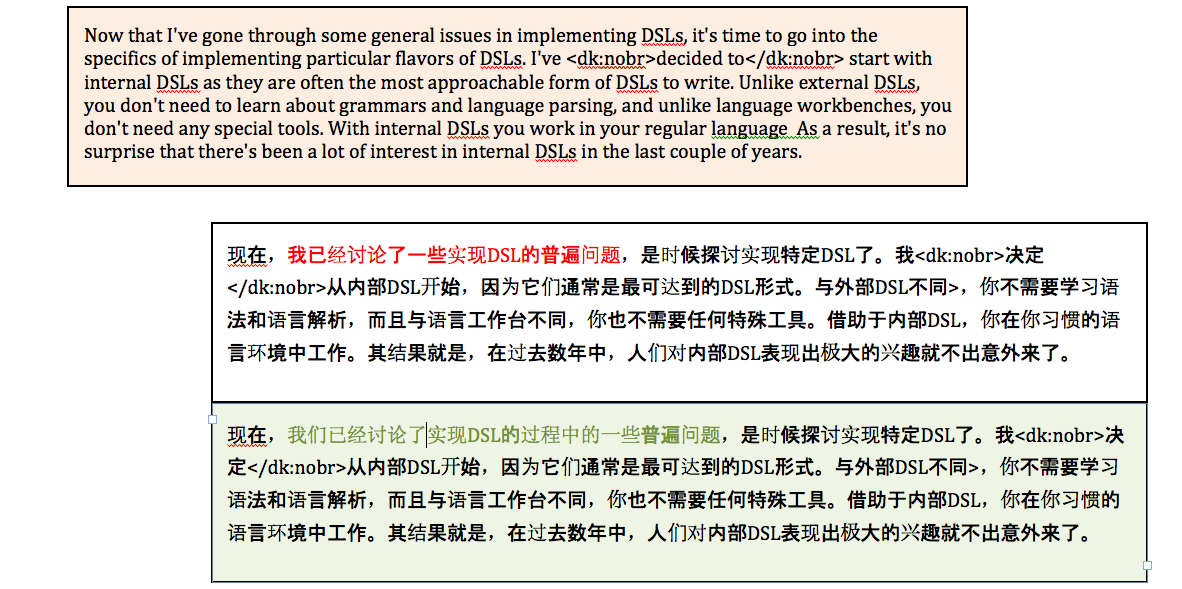 Now that I've gone through some general issues in implementing DSLs, it's time to go into the
specifics of implementing particular flavors of DSLs. I've <dk:nobr>decided to</dk:nobr> start with
internal DSLs as they are often the most approachable form of DSLs to write. Unlike external DSLs,
you don't need to learn about grammars and language parsing, and unlike language workbenches, you
don't need any special tools. With internal DSLs you work in your regular language  As a result, it's no
surprise that there's been a lot of interest in internal DSLs in the last couple of years.
现在，我已经讨论了一些实现DSL的普遍问题，是时候探讨实现特定DSL了。我<dk:nobr>决定
</dk:nobr>从内部DSL开始，因为它们通常是最可达到的DSL形式。与外部DSL不同>，你不需要学习语
法和语言解析，而且与语言工作台不同，你也不需要任何特殊工具。借助于内部DSL，你在你习惯的语
言环境中工作。其结果就是，在过去数年中，人们对内部DSL表现出极大的兴趣就不出意外来了。
现在，我们已经讨论了实现DSL的过程中的一些普遍问题，是时候探讨实现特定DSL了。我<dk:nobr>决
定</dk:nobr>从内部DSL开始，因为它们通常是最可达到的DSL形式。与外部DSL不同>，你不需要学习
语法和语言解析，而且与语言工作台不同，你也不需要任何特殊工具。借助于内部DSL，你在你习惯的
语言环境中工作。其结果就是，在过去数年中，人们对内部DSL表现出极大的兴趣就不出意外来了。